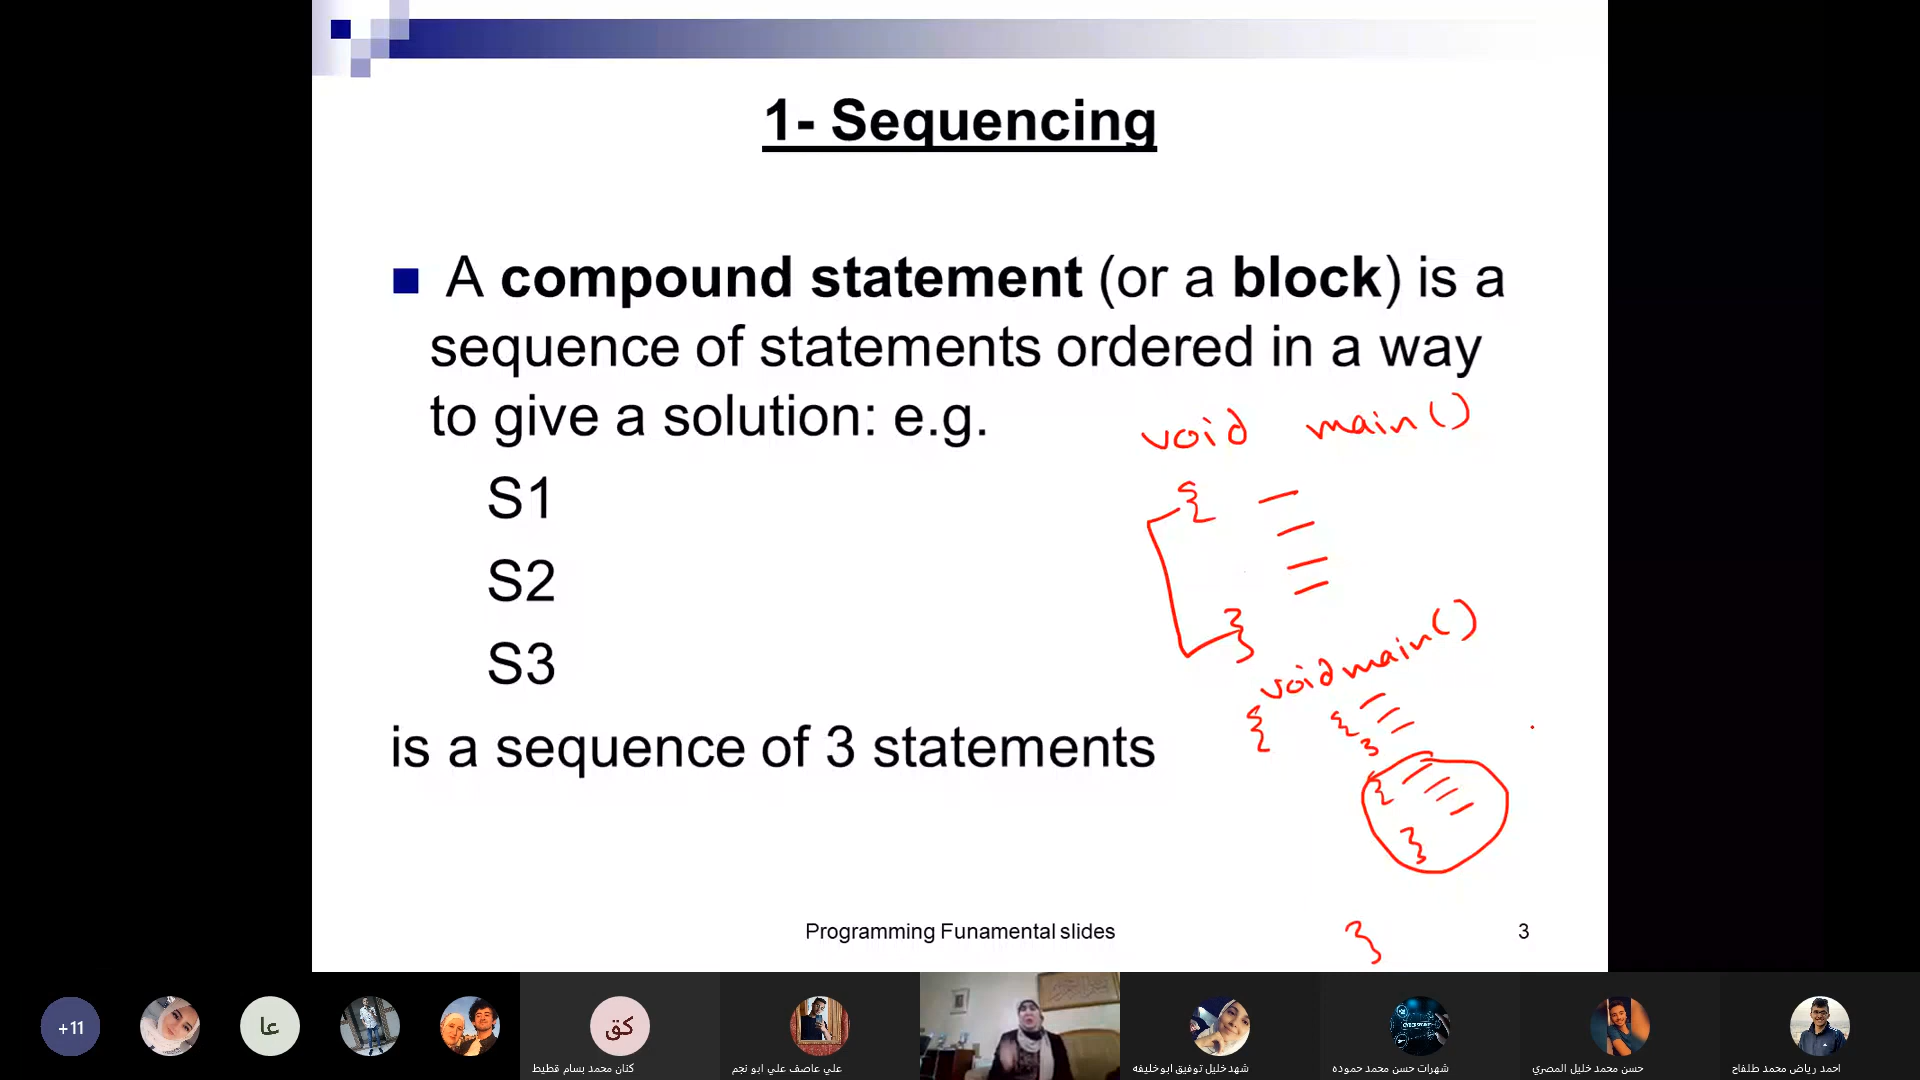 1- Sequencing
A compound statement (or a block) is a
sequence of statements ordered in a way
to give a solution: e.g.
S1
S2
S3
is a sequence of 3 statements
void main()
{
}
void main()
{
{
}
{
}
}
Programming Funamental slides
3
+11
عا
كق
كنان محمد بسام قطيط
علي عاصف علي ابو نجم
شهد خليل توفيق ابوخليفه
شهرات حسن محمد حموده
حسن محمد خليل المصري
احمد رياض محمد طلفاح